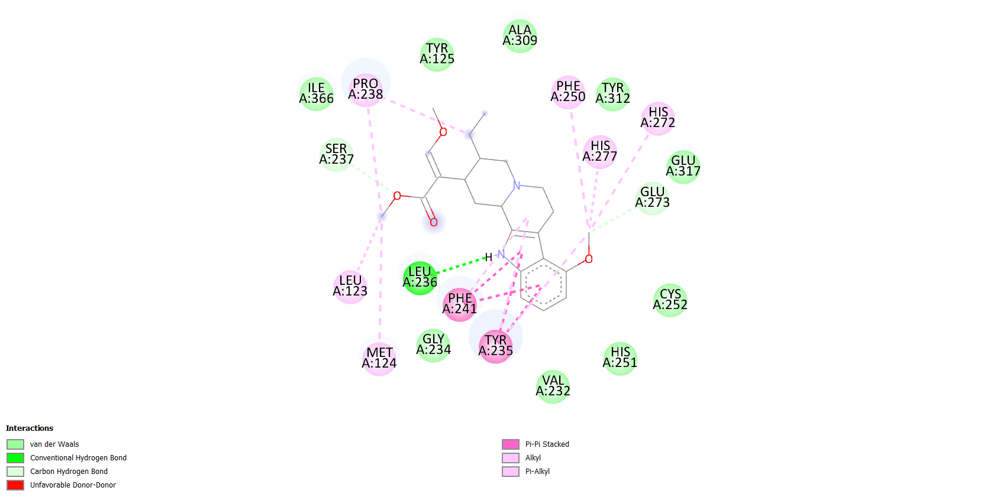 ALA
A:309
TYR
A:125
ILE
A:366
PRO
A:238
PHE
A:250
TYR
A:312
HIS
A:272
O
SER
A:237
HIS
A:277
GLU
A:317
N
O
GLU
A:273
O
H
N
O
LEU
A:236
LEU
A:123
PHE
A:241
CYS
A:252
GLY
A:234
TYR
A:235
MET
A:124
HIS
A:251
VAL
A:232
Interactions
van der Waals
Conventional Hydrogen Bond
Carbon Hydrogen Bond
Unfavorable Donor-Donor
Pi-Pi Stacked
Alkyl
Pi-Alkyl